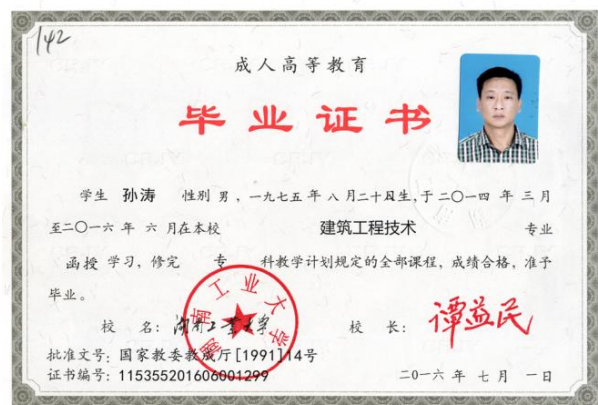 142
成人高等教育
毕业证书
学生 孙涛 性别 男，一九七五年 八月二十日生，于二〇一四 年 三月
至二〇一六 年 六 月在本校 建筑工程技术 专业
函授 学习，修完 专 科教学计划规定的全部课程，成绩合格，准予
毕业。
湖南工业大学
校 名：湖南工业大学 校 长：谭益民
批准文号：国家教委教成厅[1991]14号
证书编号：115355201606001299 二〇一六 年 七 月 一日